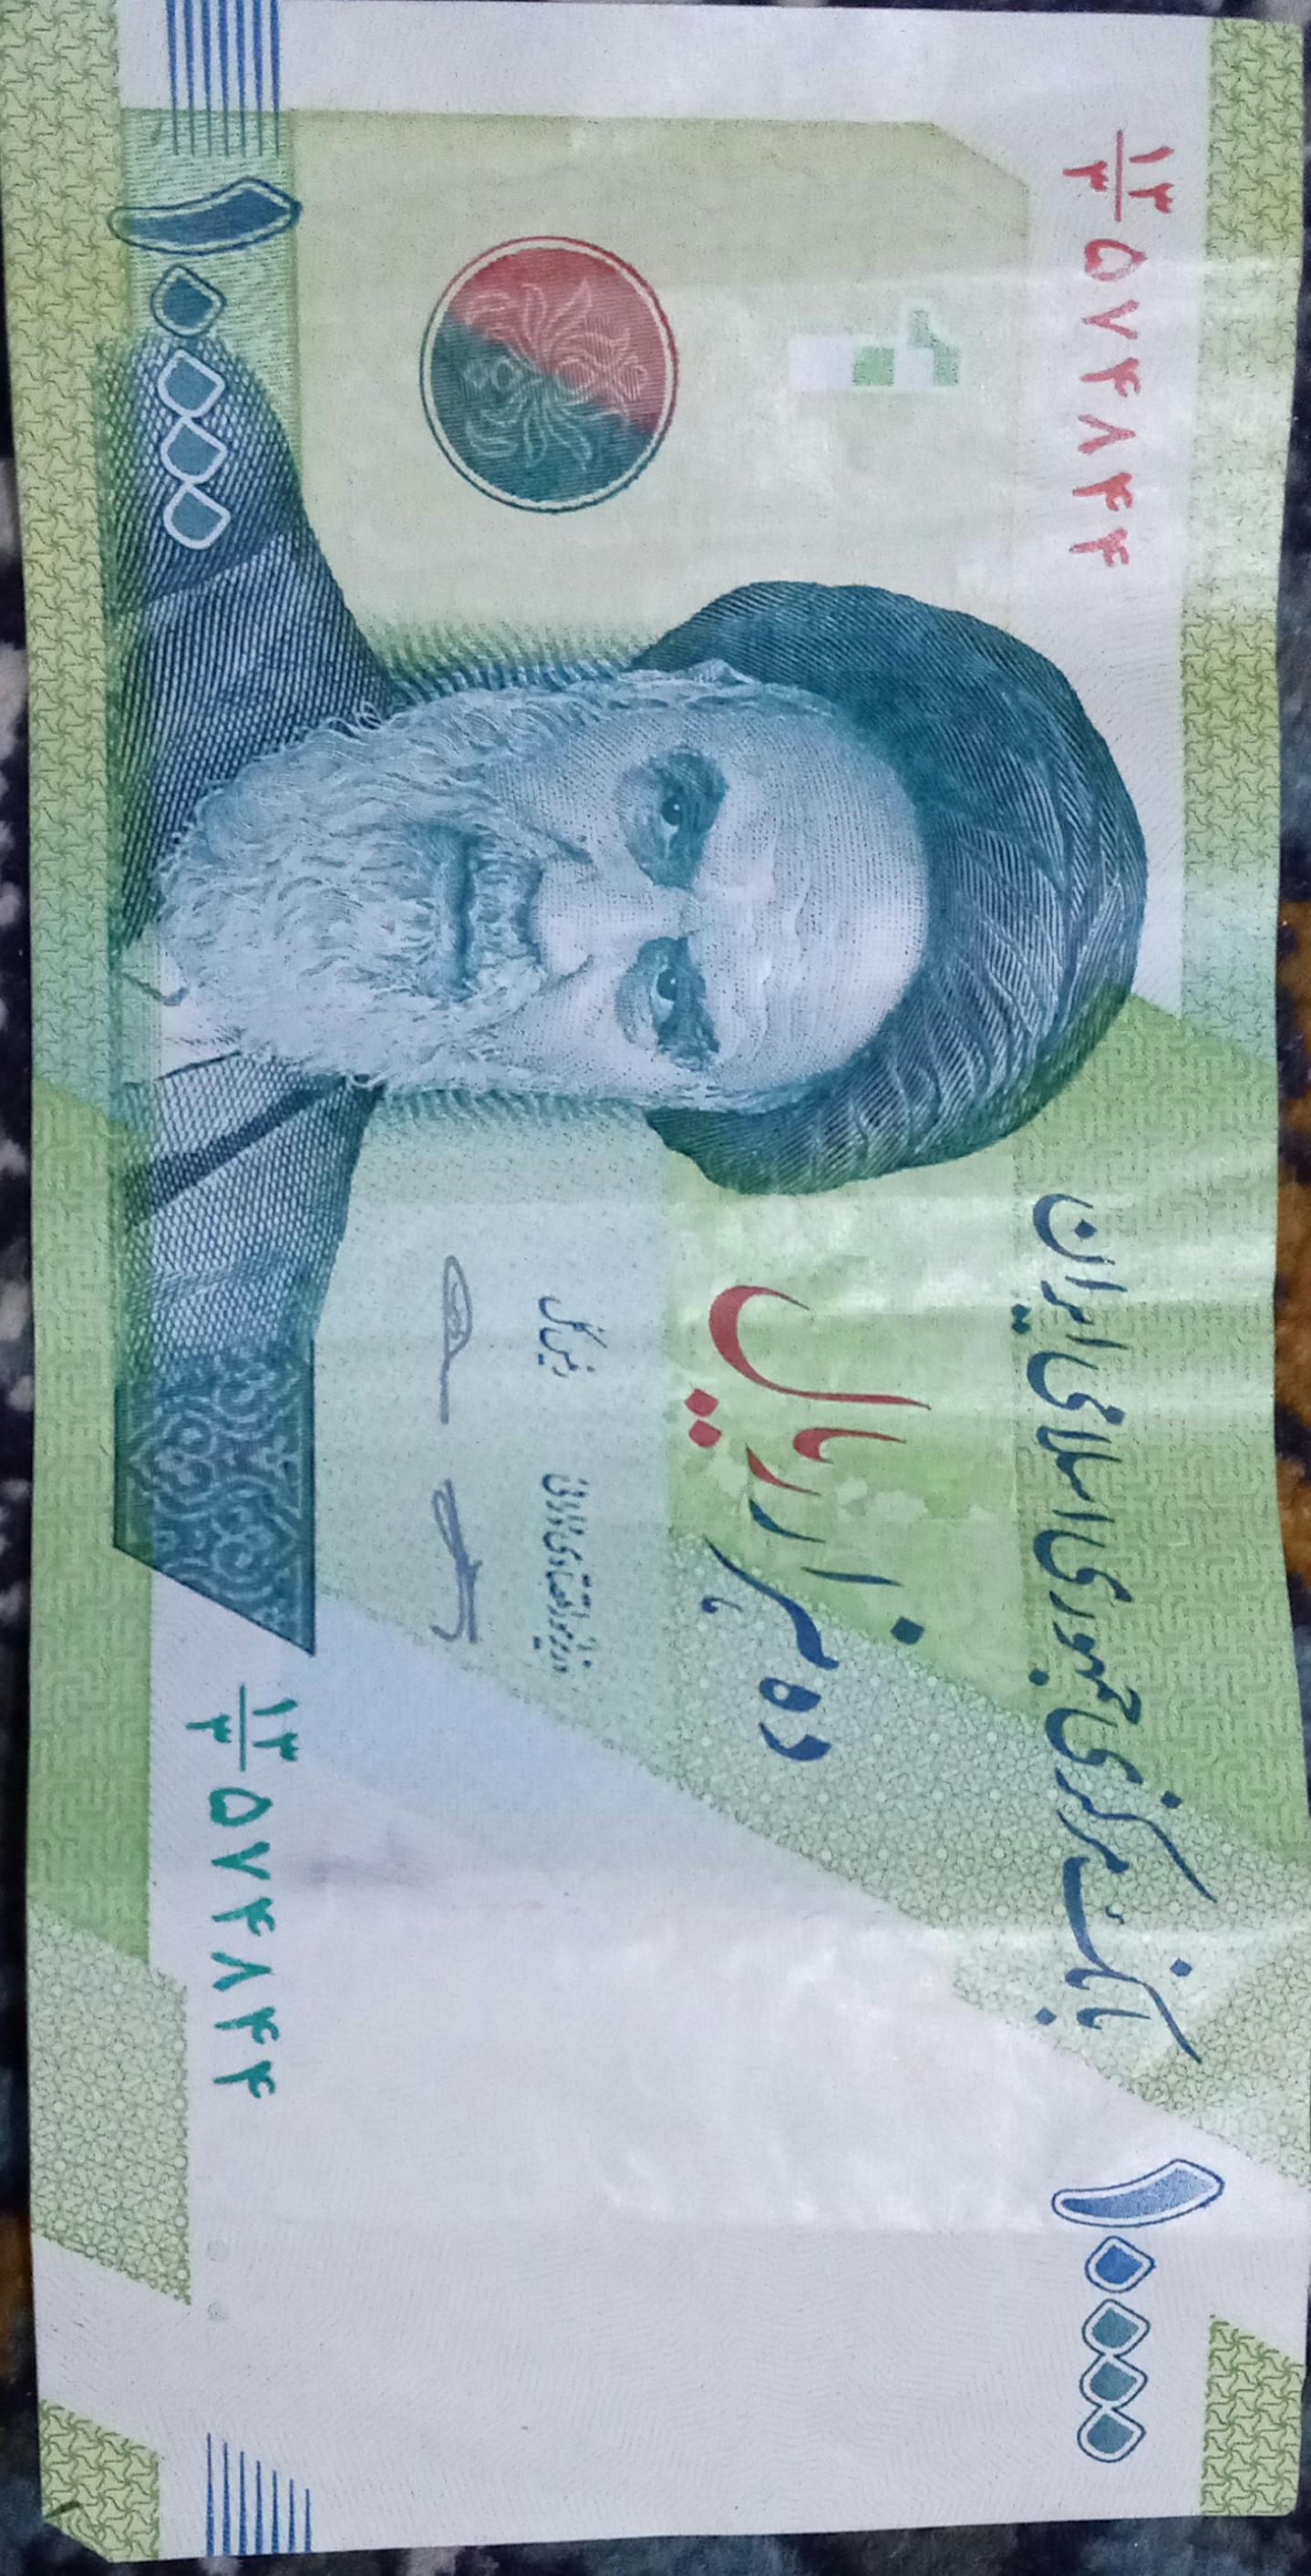 بانک مرکزی جمهوری اسلامی ایران
۱۰۰۰۰
۱۳/۳ ۵۷۴۸۴۴
1
ده هزار ریال
وزیر امور اقتصادی و دارائی
رئیس کل
۱۳/۳ ۵۷۴۸۴۴
۱۰۰۰۰